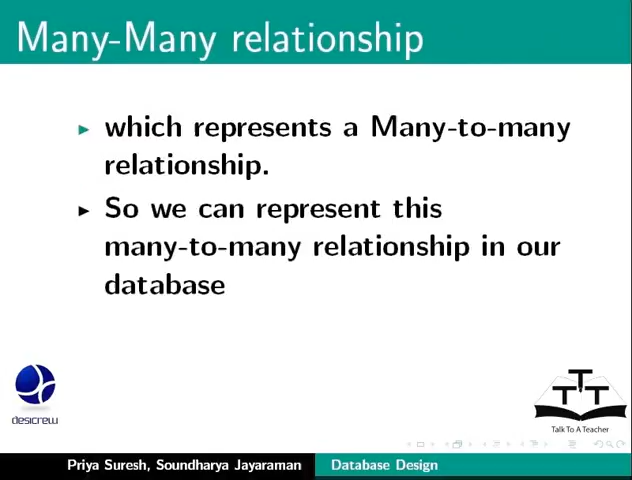 Many-Many relationship
which represents a Many-to-many
relationship.
So we can represent this
many-to-many relationship in our
database
desicrew
TTT
Talk To A Teacher
Priya Suresh, Soundharya Jayaraman
Database Design